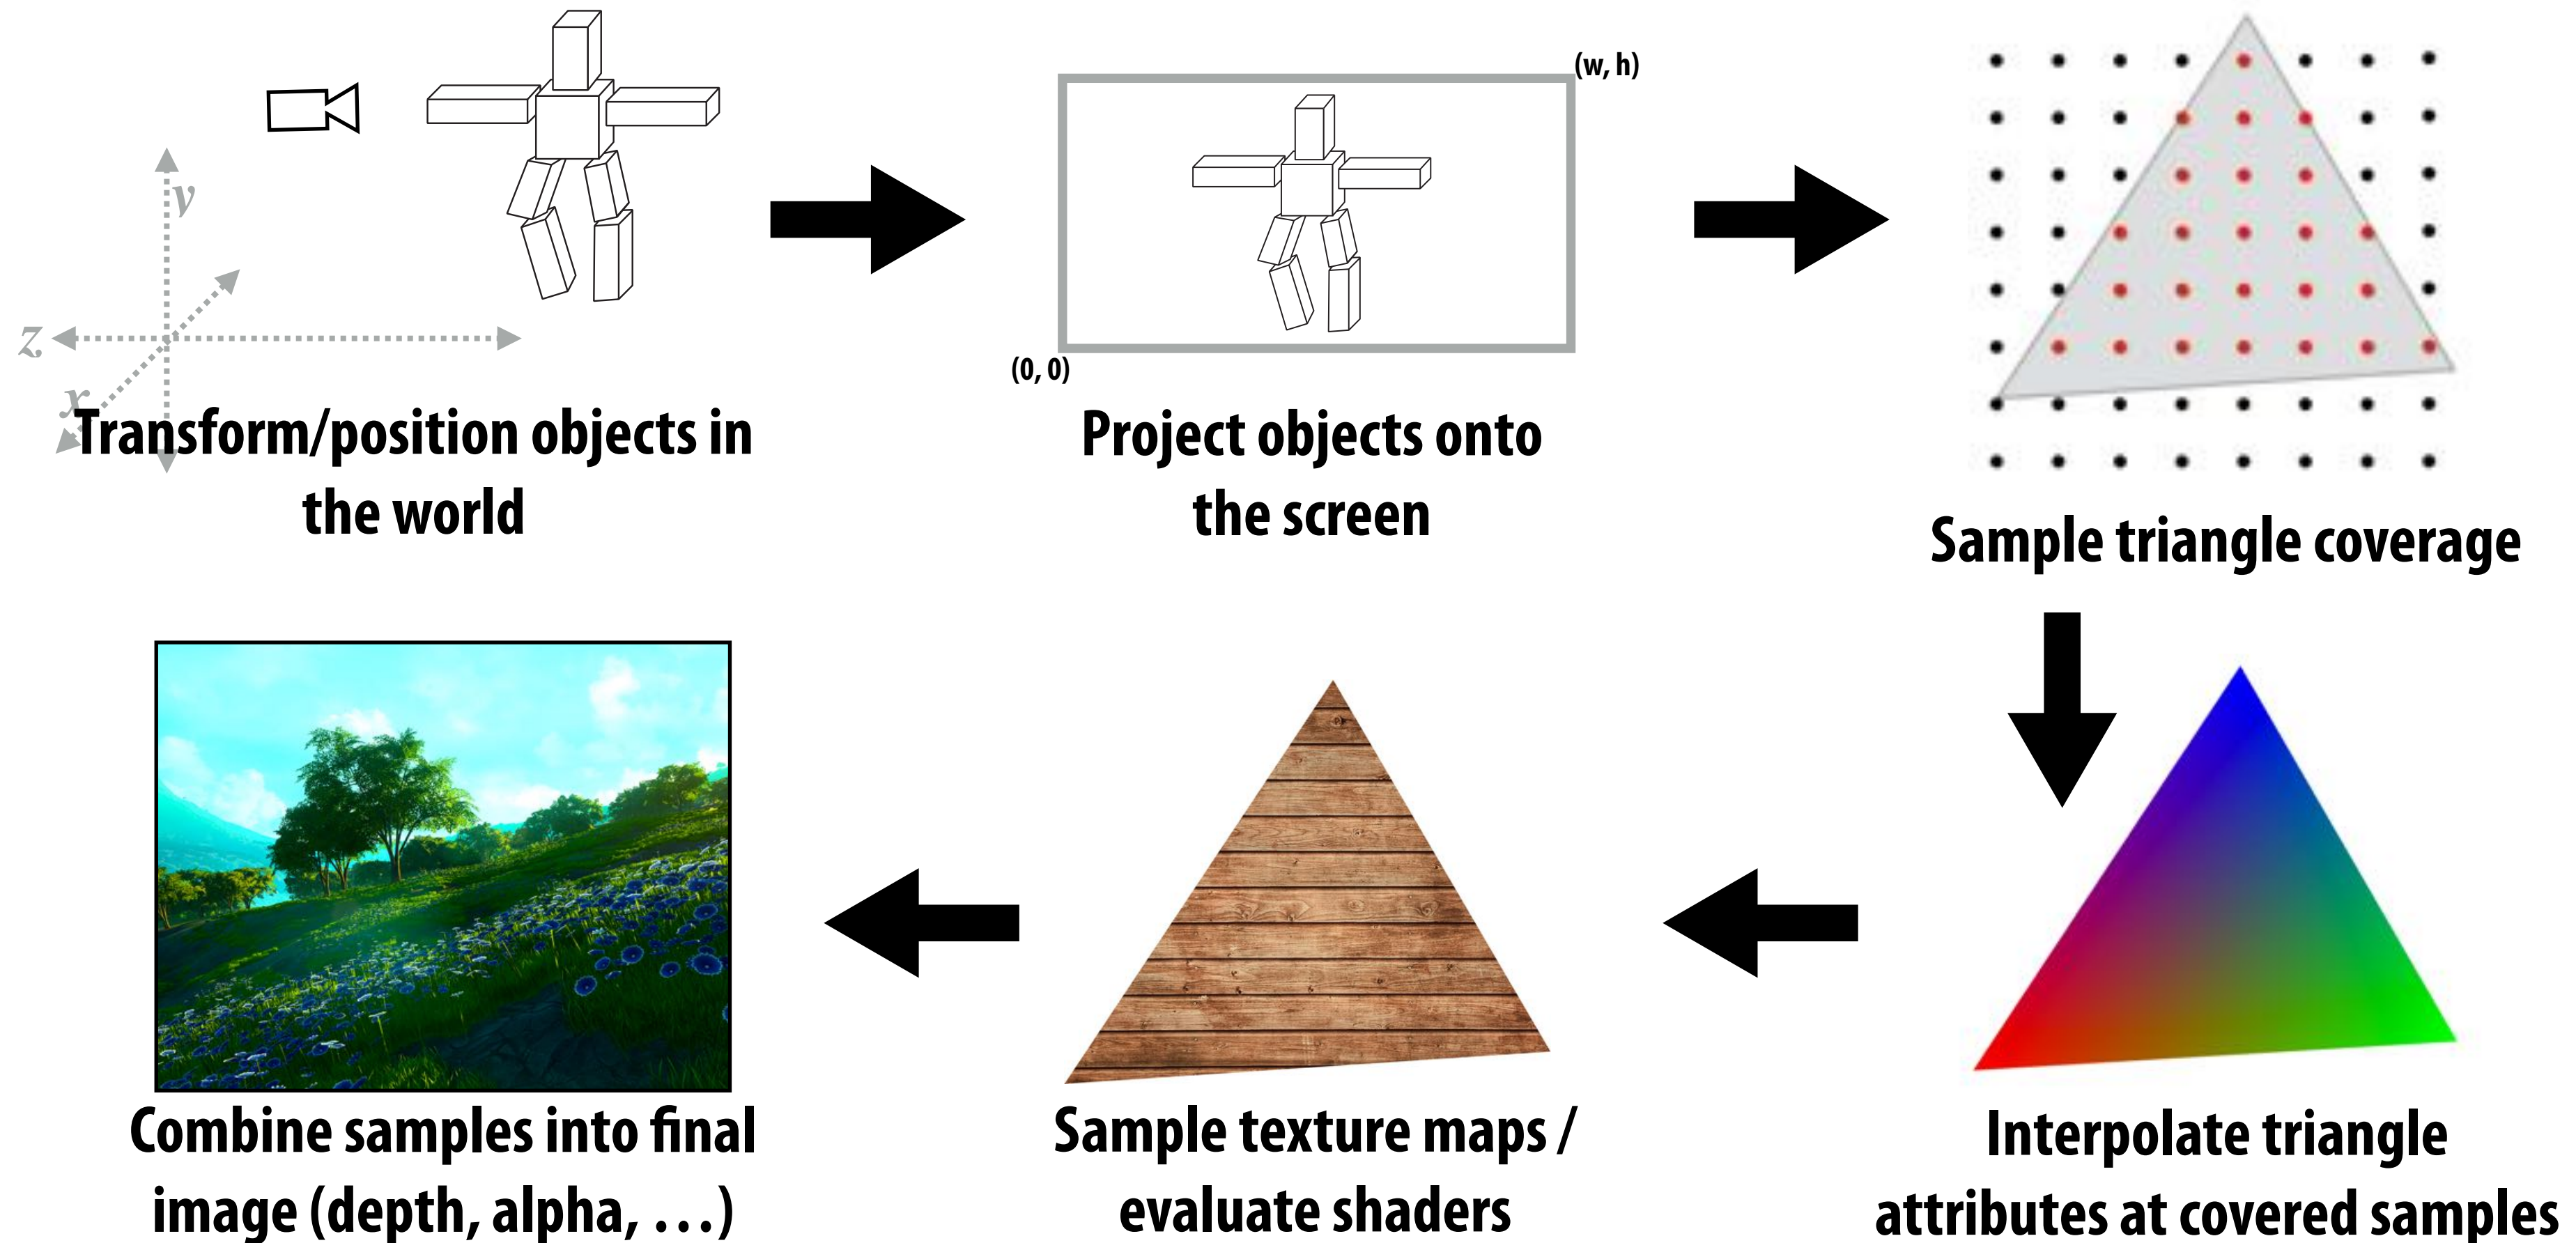 y
z
x
Transform/position objects in
the world
(w, h)
(0, 0)
Project objects onto
the screen
Sample triangle coverage
Interpolate triangle
attributes at covered samples
Sample texture maps /
evaluate shaders
Combine samples into final
image (depth, alpha, …)